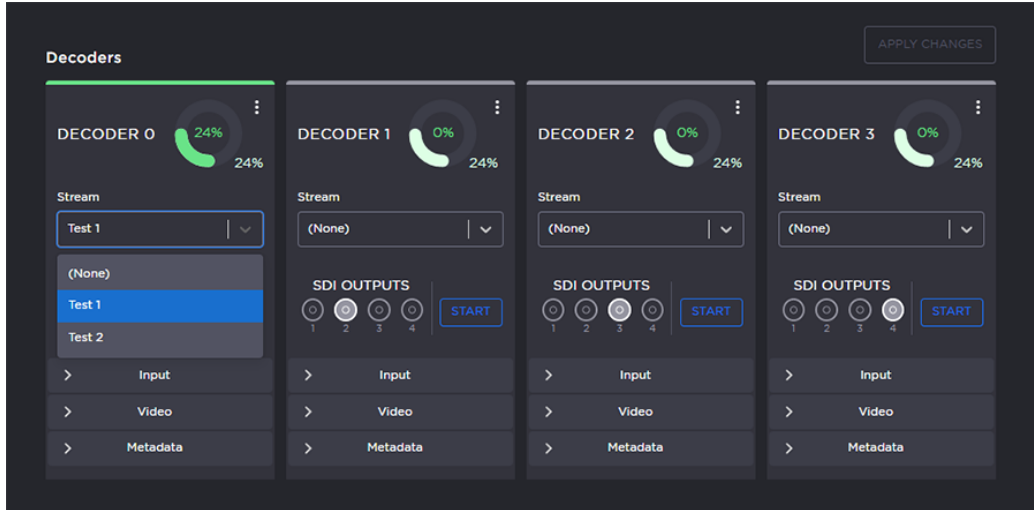 APPLY CHANGES
Decoders
DECODER 0
24%
24%
Stream
Test 1
(None)
Test 1
Test 2
Input
Video
Metadata
DECODER 1
0%
24%
Stream
(None)
SDI OUTPUTS
1 2 3 4
START
Input
Video
Metadata
DECODER 2
0%
24%
Stream
(None)
SDI OUTPUTS
1 2 3 4
START
Input
Video
Metadata
DECODER 3
0%
24%
Stream
(None)
SDI OUTPUTS
1 2 3 4
START
Input
Video
Metadata